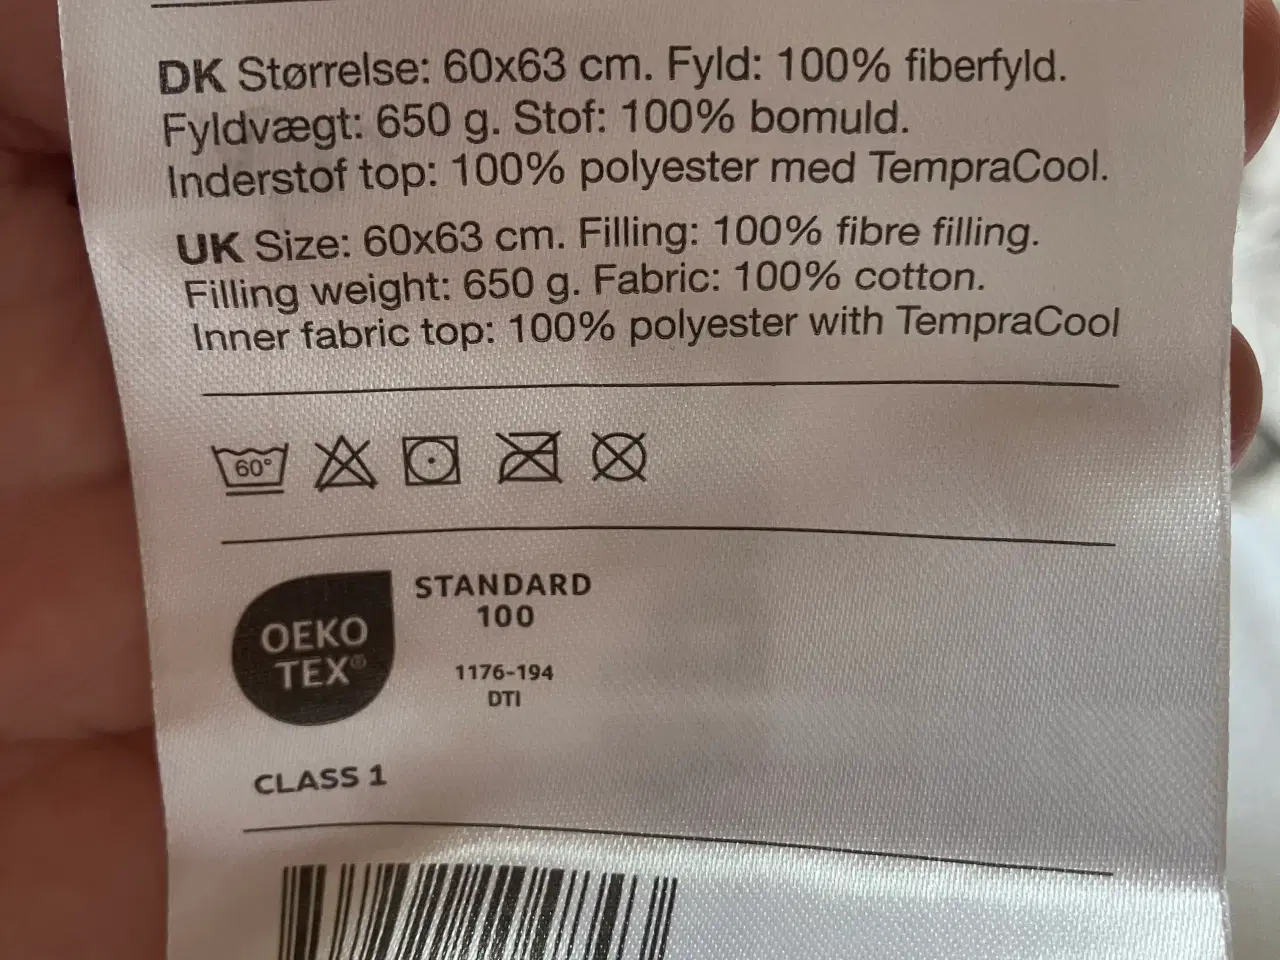 DK Størrelse: 60x63 cm. Fyld: 100% fiberfyld.
Fyldvægt: 650 g. Stof: 100% bomuld.
Inderstof top: 100% polyester med TempraCool.
UK Size: 60x63 cm. Filling: 100% fibre filling.
Filling weight: 650 g. Fabric: 100% cotton.
Inner fabric top: 100% polyester with TempraCool
60°
OEKO
TEX®
STANDARD
100
1176-194
DTI
CLASS 1